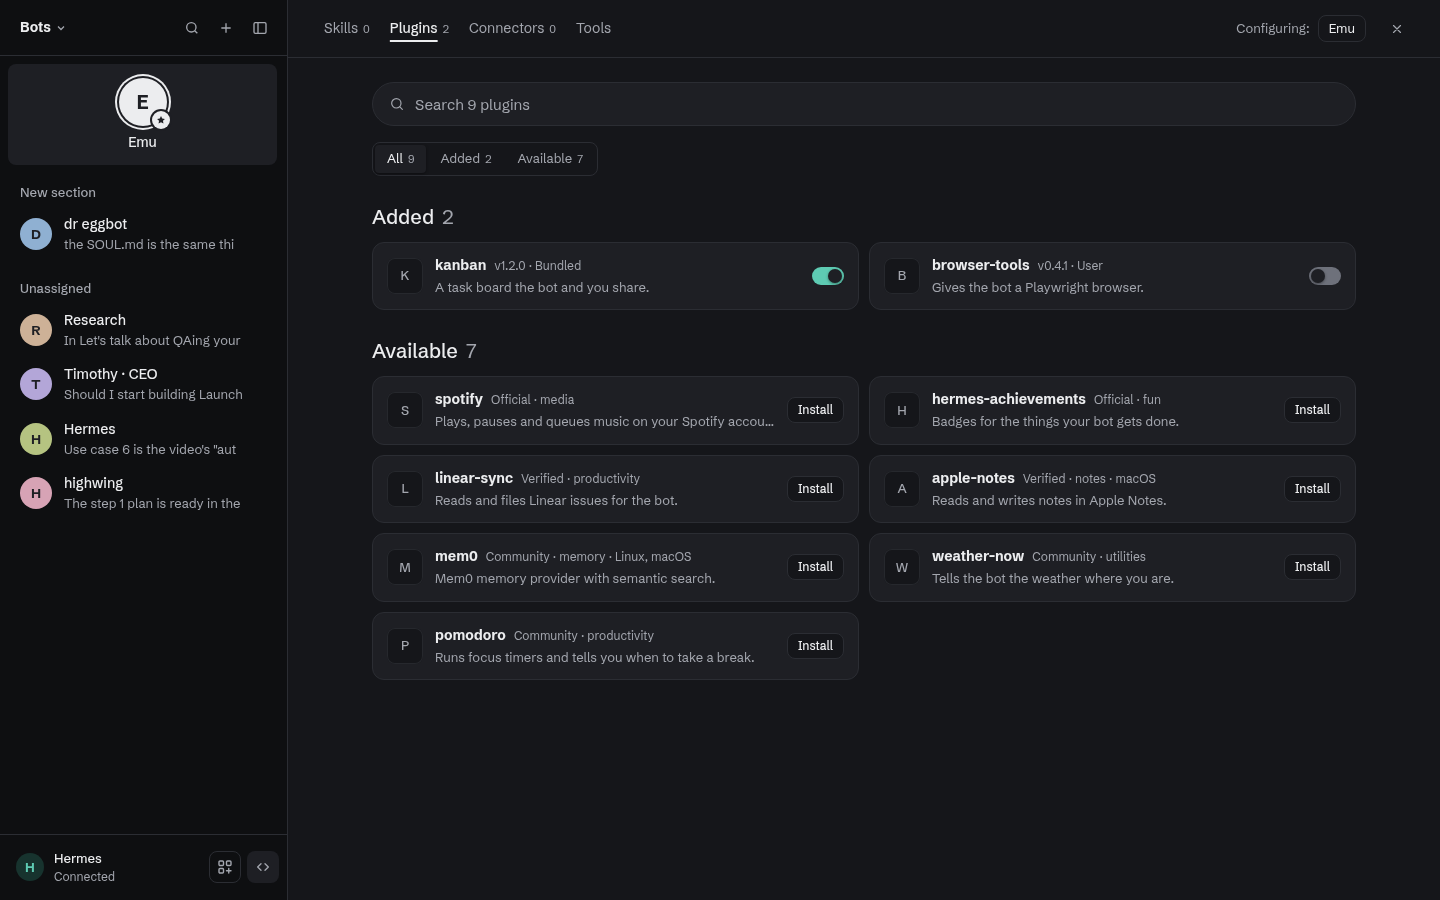 Bots
E
Emu
New section
D
dr eggbot
the SOUL.md is the same thi
Unassigned
R
Research
In Let's talk about QAing your
T
Timothy · CEO
Should I start building Launch
H
Hermes
Use case 6 is the video's "aut
H
highwing
The step 1 plan is ready in the
H
Hermes
Connected
Skills 0
Plugins 2
Connectors 0
Tools
Configuring:
Emu
Search 9 plugins
All 9
Added 2
Available 7
Added 2
K
kanban v1.2.0 · Bundled
A task board the bot and you share.
B
browser-tools v0.4.1 · User
Gives the bot a Playwright browser.
Available 7
S
spotify Official · media
Plays, pauses and queues music on your Spotify accou...
Install
H
hermes-achievements Official · fun
Badges for the things your bot gets done.
Install
L
linear-sync Verified · productivity
Reads and files Linear issues for the bot.
Install
A
apple-notes Verified · notes · macOS
Reads and writes notes in Apple Notes.
Install
M
mem0 Community · memory · Linux, macOS
Mem0 memory provider with semantic search.
Install
W
weather-now Community · utilities
Tells the bot the weather where you are.
Install
P
pomodoro Community · productivity
Runs focus timers and tells you when to take a break.
Install